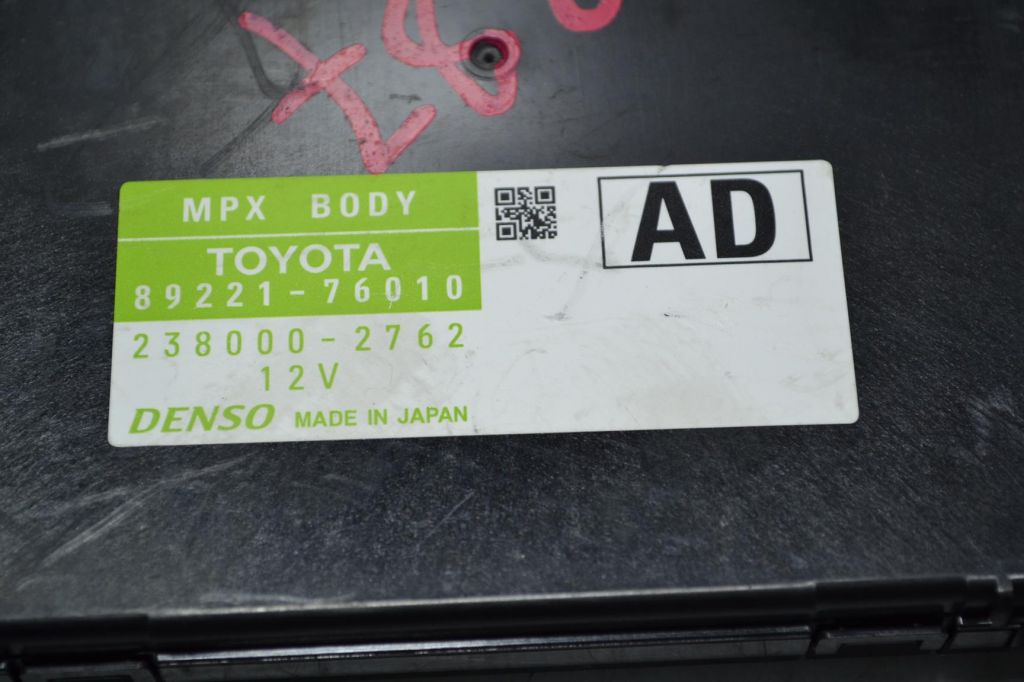 MPX BODY
TOYOTA
89221-76010
238000-2762
12V
DENSO MADE IN JAPAN
AD